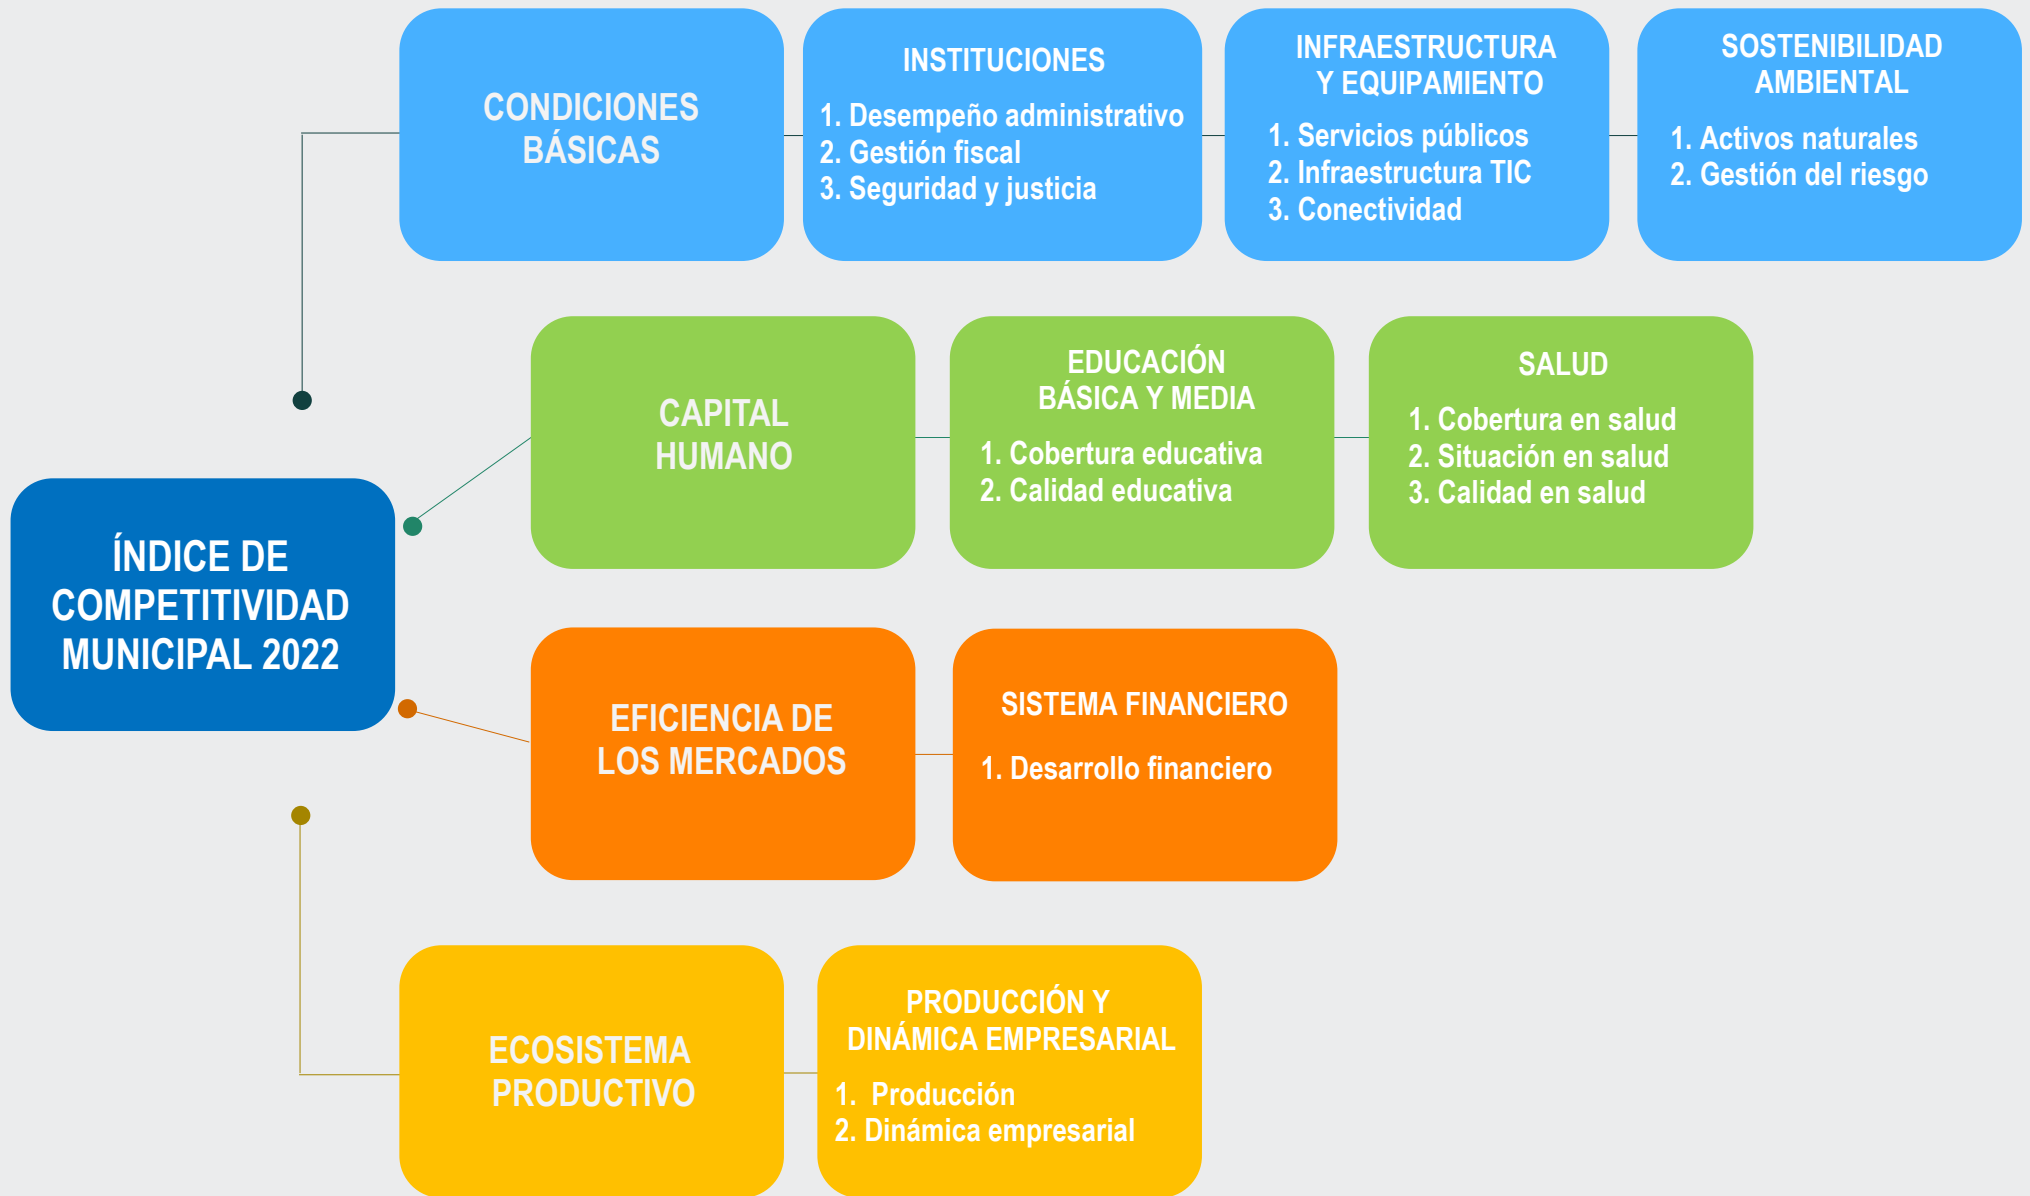 CONDICIONES
BÁSICAS
INSTITUCIONES
1. Desempeño administrativo
2. Gestión fiscal
3. Seguridad y justicia
INFRAESTRUCTURA
Y EQUIPAMIENTO
1. Servicios públicos
2. Infraestructura TIC
3. Conectividad
SOSTENIBILIDAD
AMBIENTAL
1. Activos naturales
2. Gestión del riesgo
CAPITAL
HUMANO
EDUCACIÓN
BÁSICA Y MEDIA
1. Cobertura educativa
2. Calidad educativa
SALUD
1. Cobertura en salud
2. Situación en salud
3. Calidad en salud
ÍNDICE DE
COMPETITIVIDAD
MUNICIPAL 2022
EFICIENCIA DE
LOS MERCADOS
SISTEMA FINANCIERO
1. Desarrollo financiero
ECOSISTEMA
PRODUCTIVO
PRODUCCIÓN Y
DINÁMICA EMPRESARIAL
1. Producción
2. Dinámica empresarial